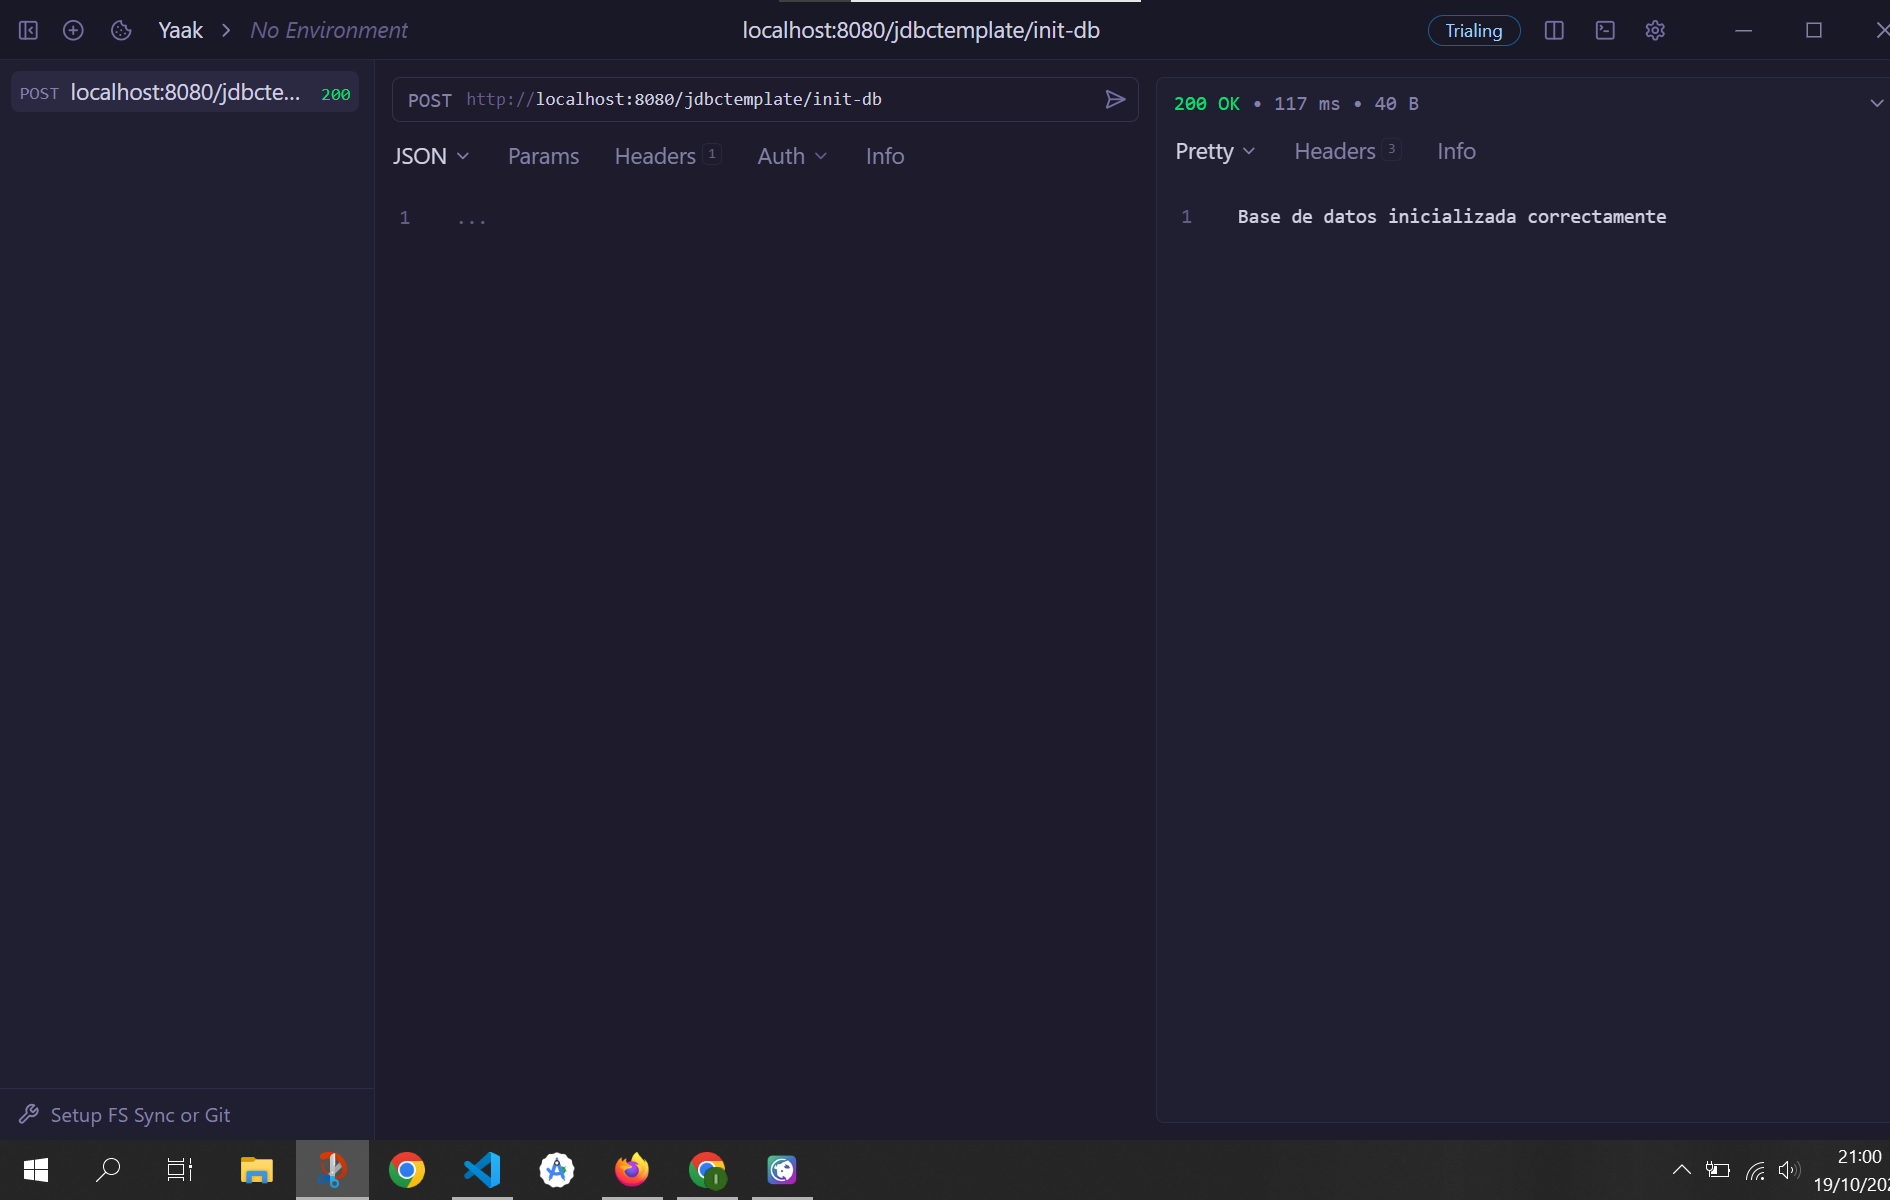 Yaak > No Environment
localhost:8080/jdbctemplate/init-db
Trialing
POST localhost:8080/jdbcte... 200
POST http://localhost:8080/jdbctemplate/init-db
JSON Params Headers 1 Auth Info
1 ...
200 OK • 117 ms • 40 B
Pretty Headers 3 Info
1 Base de datos inicializada correctamente
Setup FS Sync or Git
21:00
19/10/202